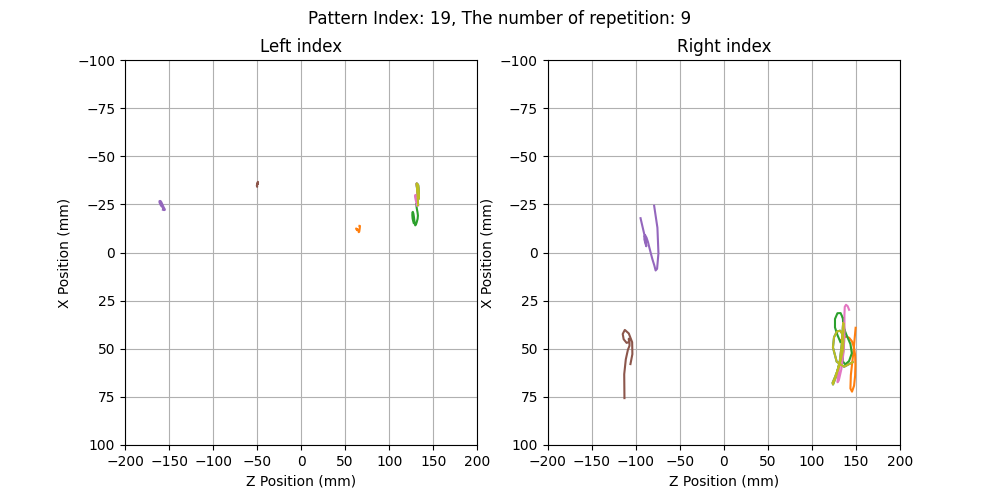 Pattern Index: 19, The number of repetition: 9
Left index
Right index
−100
−75
−50
−25
0
25
50
75
100
X Position (mm)
−200 −150 −100 −50 0 50 100 150 200
Z Position (mm)
−100
−75
−50
−25
0
25
50
75
100
X Position (mm)
−200 −150 −100 −50 0 50 100 150 200
Z Position (mm)